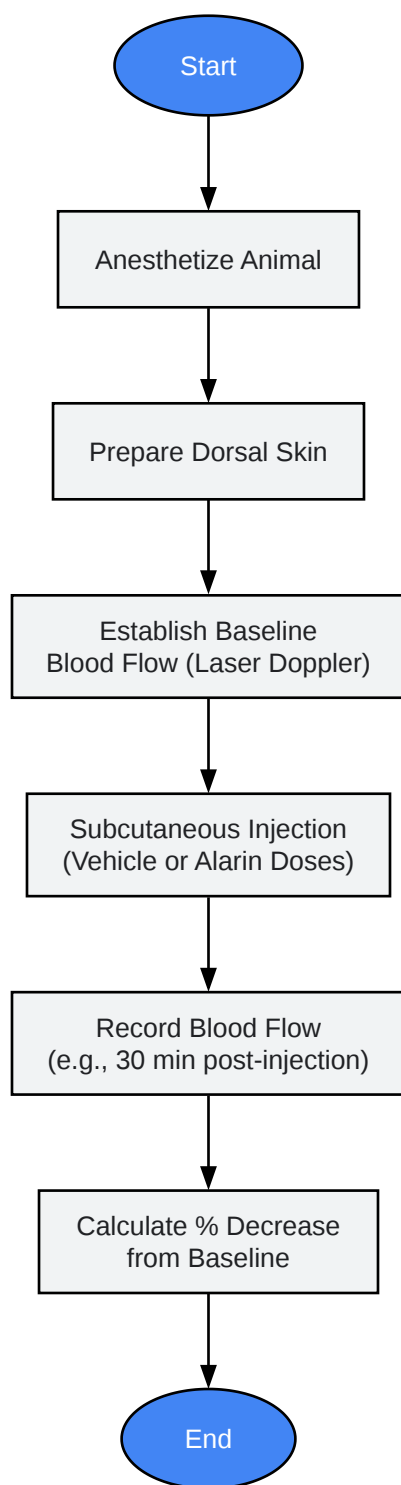 Start
Anesthetize Animal
Prepare Dorsal Skin
Establish Baseline
Blood Flow (Laser Doppler)
Subcutaneous Injection
(Vehicle or Alarin Doses)
Record Blood Flow
(e.g., 30 min post-injection)
Calculate % Decrease
from Baseline
End